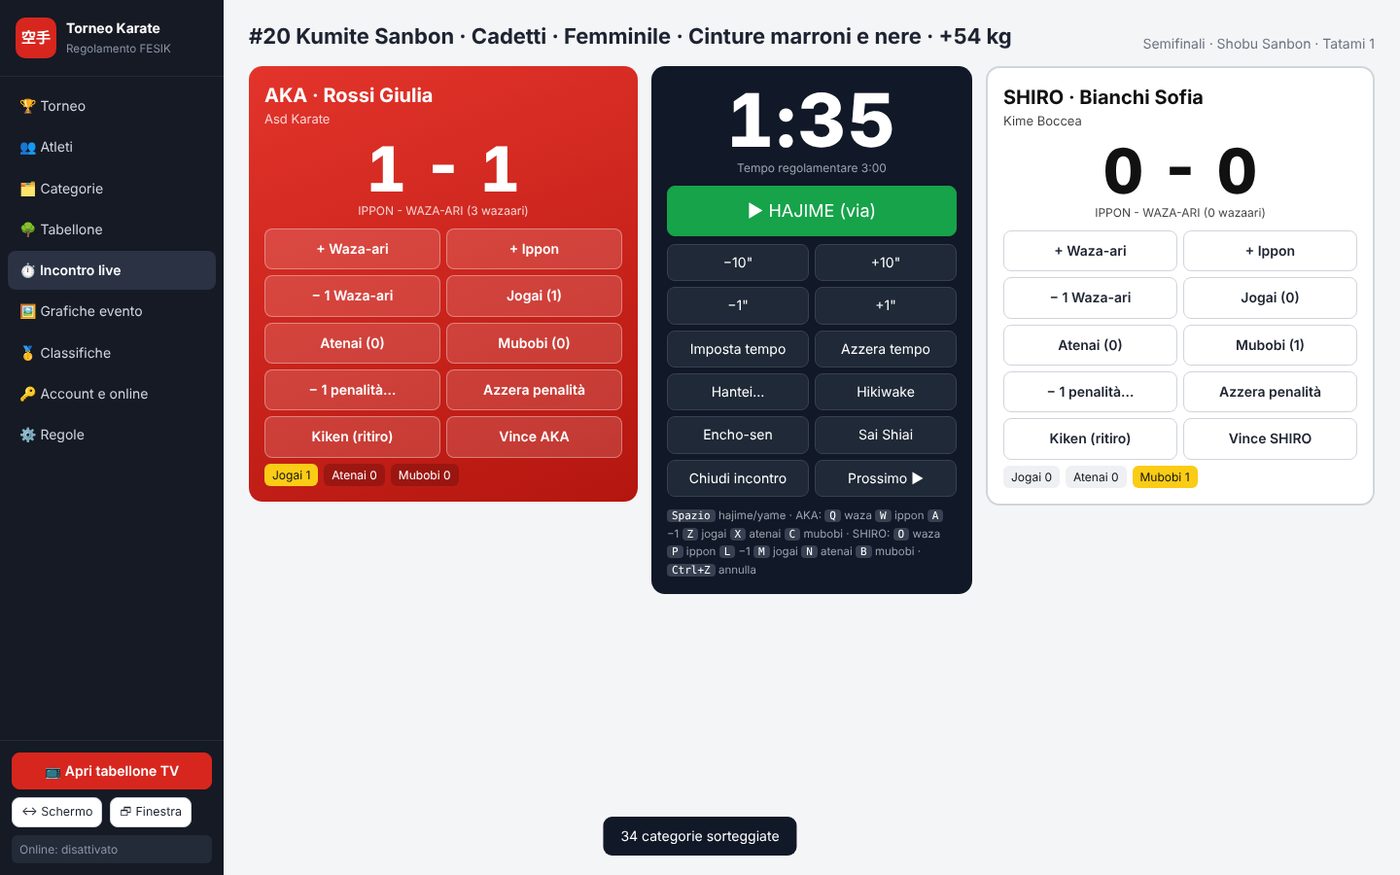 空手
Torneo Karate
Regolamento FESIK
🏆 Torneo
👥 Atleti
🗂️ Categorie
🌳 Tabellone
⏱️ Incontro live
🖼️ Grafiche evento
🥇 Classifiche
🔑 Account e online
⚙️ Regole
📺 Apri tabellone TV
↔ Schermo
🗗 Finestra
Online: disattivato
#20 Kumite Sanbon · Cadetti · Femminile · Cinture marroni e nere · +54 kg
Semifinali · Shobu Sanbon · Tatami 1
AKA · Rossi Giulia
Asd Karate
1 - 1
IPPON - WAZA-ARI (3 wazaari)
+ Waza-ari
+ Ippon
− 1 Waza-ari
Jogai (1)
Atenai (0)
Mubobi (0)
− 1 penalità…
Azzera penalità
Kiken (ritiro)
Vince AKA
Jogai 1
Atenai 0
Mubobi 0
1:35
Tempo regolamentare 3:00
▶ HAJIME (via)
−10"
+10"
−1"
+1"
Imposta tempo
Azzera tempo
Hantei…
Hikiwake
Encho-sen
Sai Shiai
Chiudi incontro
Prossimo ▶
Spazio hajime/yame · AKA: Q waza W ippon A
−1 Z jogai X atenai C mubobi · SHIRO: O waza
P ippon L −1 M jogai N atenai B mubobi ·
Ctrl+Z annulla
SHIRO · Bianchi Sofia
Kime Boccea
0 - 0
IPPON - WAZA-ARI (0 wazaari)
+ Waza-ari
+ Ippon
− 1 Waza-ari
Jogai (0)
Atenai (0)
Mubobi (1)
− 1 penalità…
Azzera penalità
Kiken (ritiro)
Vince SHIRO
Jogai 0
Atenai 0
Mubobi 1
34 categorie sorteggiate